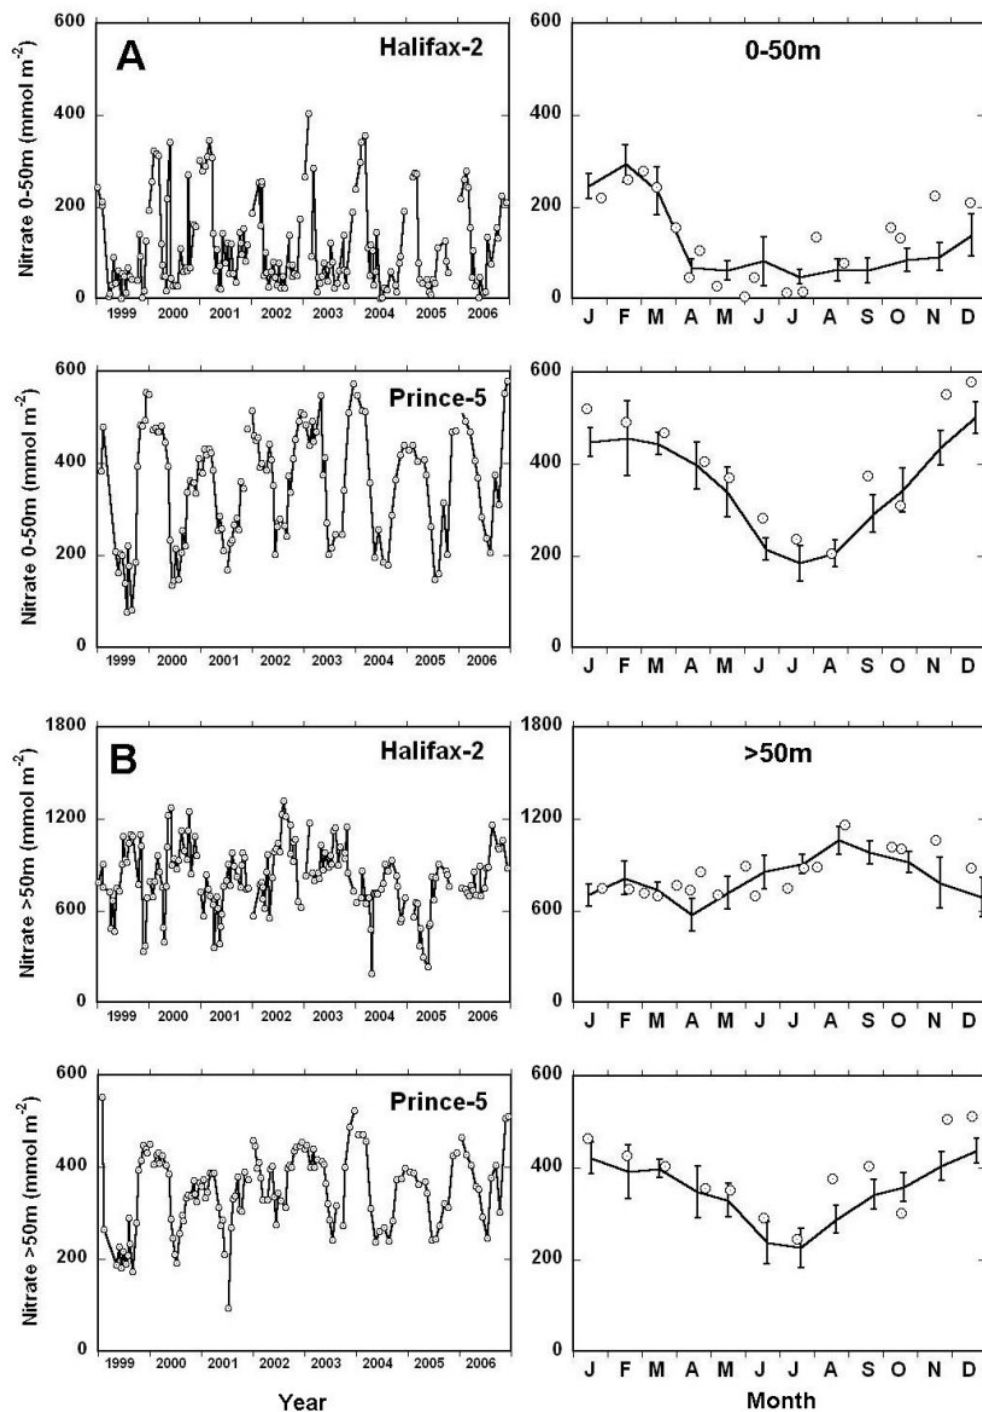 A
Halifax-2
0-50m
Nitrate 0-50m (mmol m-2)
600
400
200
0
1999 2000 2001 2002 2003 2004 2005 2006
J F M A M J J A S O N D
Prince-5
Nitrate 0-50m (mmol m-2)
600
400
200
0
1999 2000 2001 2002 2003 2004 2005 2006
J F M A M J J A S O N D
B
Halifax-2
>50m
Nitrate >50m (mmol m-2)
1800
1200
600
0
1999 2000 2001 2002 2003 2004 2005 2006
J F M A M J J A S O N D
Prince-5
Nitrate >50m (mmol m-2)
600
400
200
0
1999 2000 2001 2002 2003 2004 2005 2006
J F M A M J J A S O N D
Year
Month